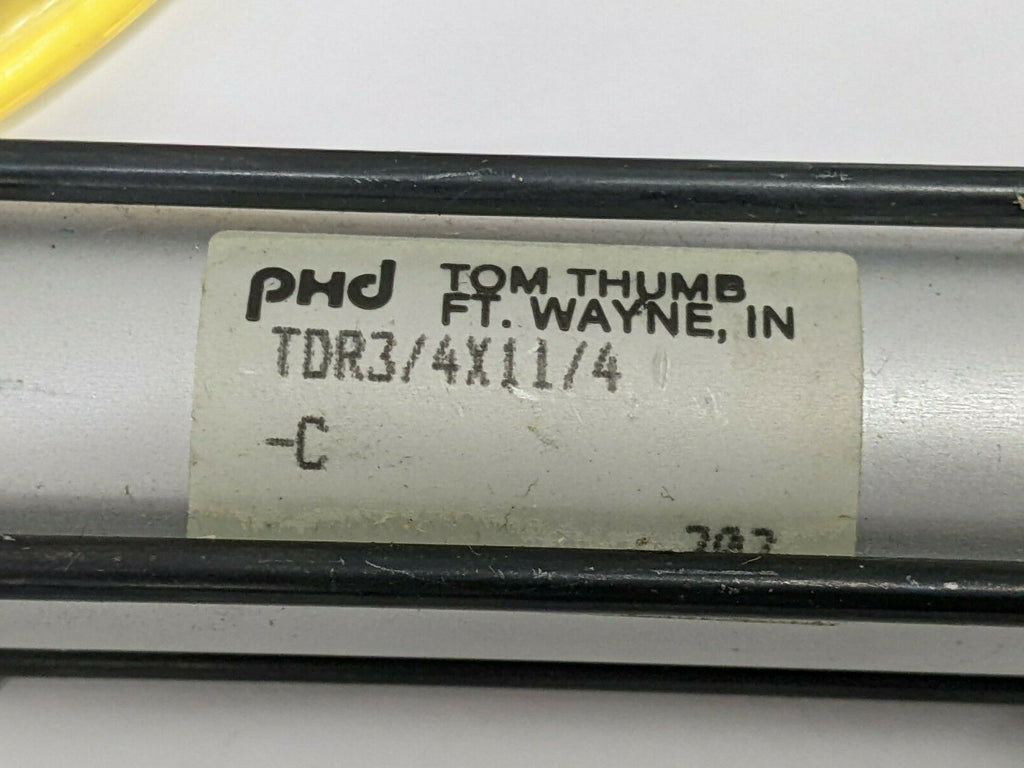 PHd TOM THUMB
FT. WAYNE, IN
TDR3/4X11/4
-C